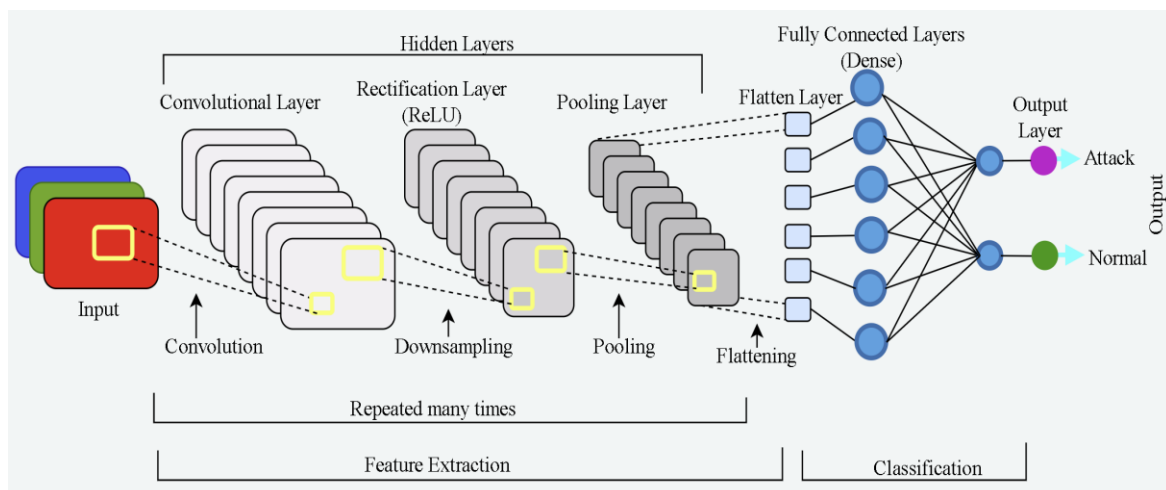 Hidden Layers
Fully Connected Layers
(Dense)
Convolutional Layer
Rectification Layer
(ReLU)
Pooling Layer
Flatten Layer
Output
Layer
Attack
Normal
Output
Input
Convolution
Downsampling
Pooling
Flattening
Repeated many times
Feature Extraction
Classification